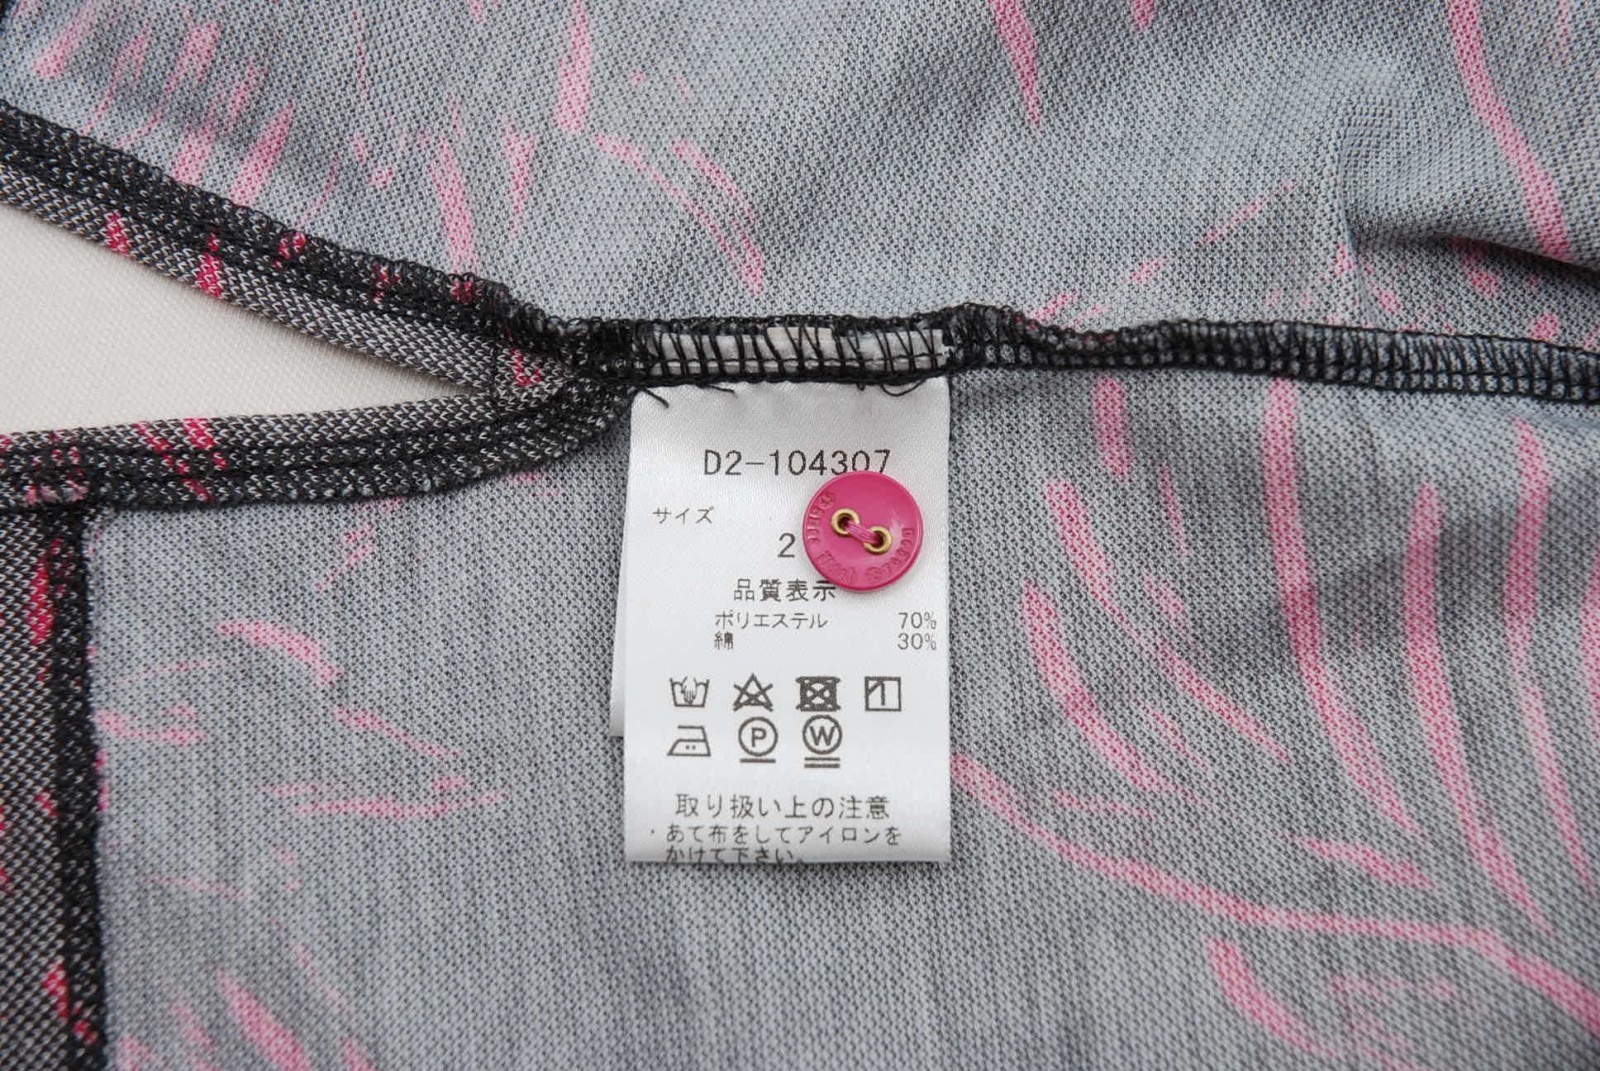 D2-104307
サイズ
2
品質表示
ポリエステル 70%
綿 30%
P W
取り扱い上の注意
・あて布をしてアイロンを
かけて下さい。